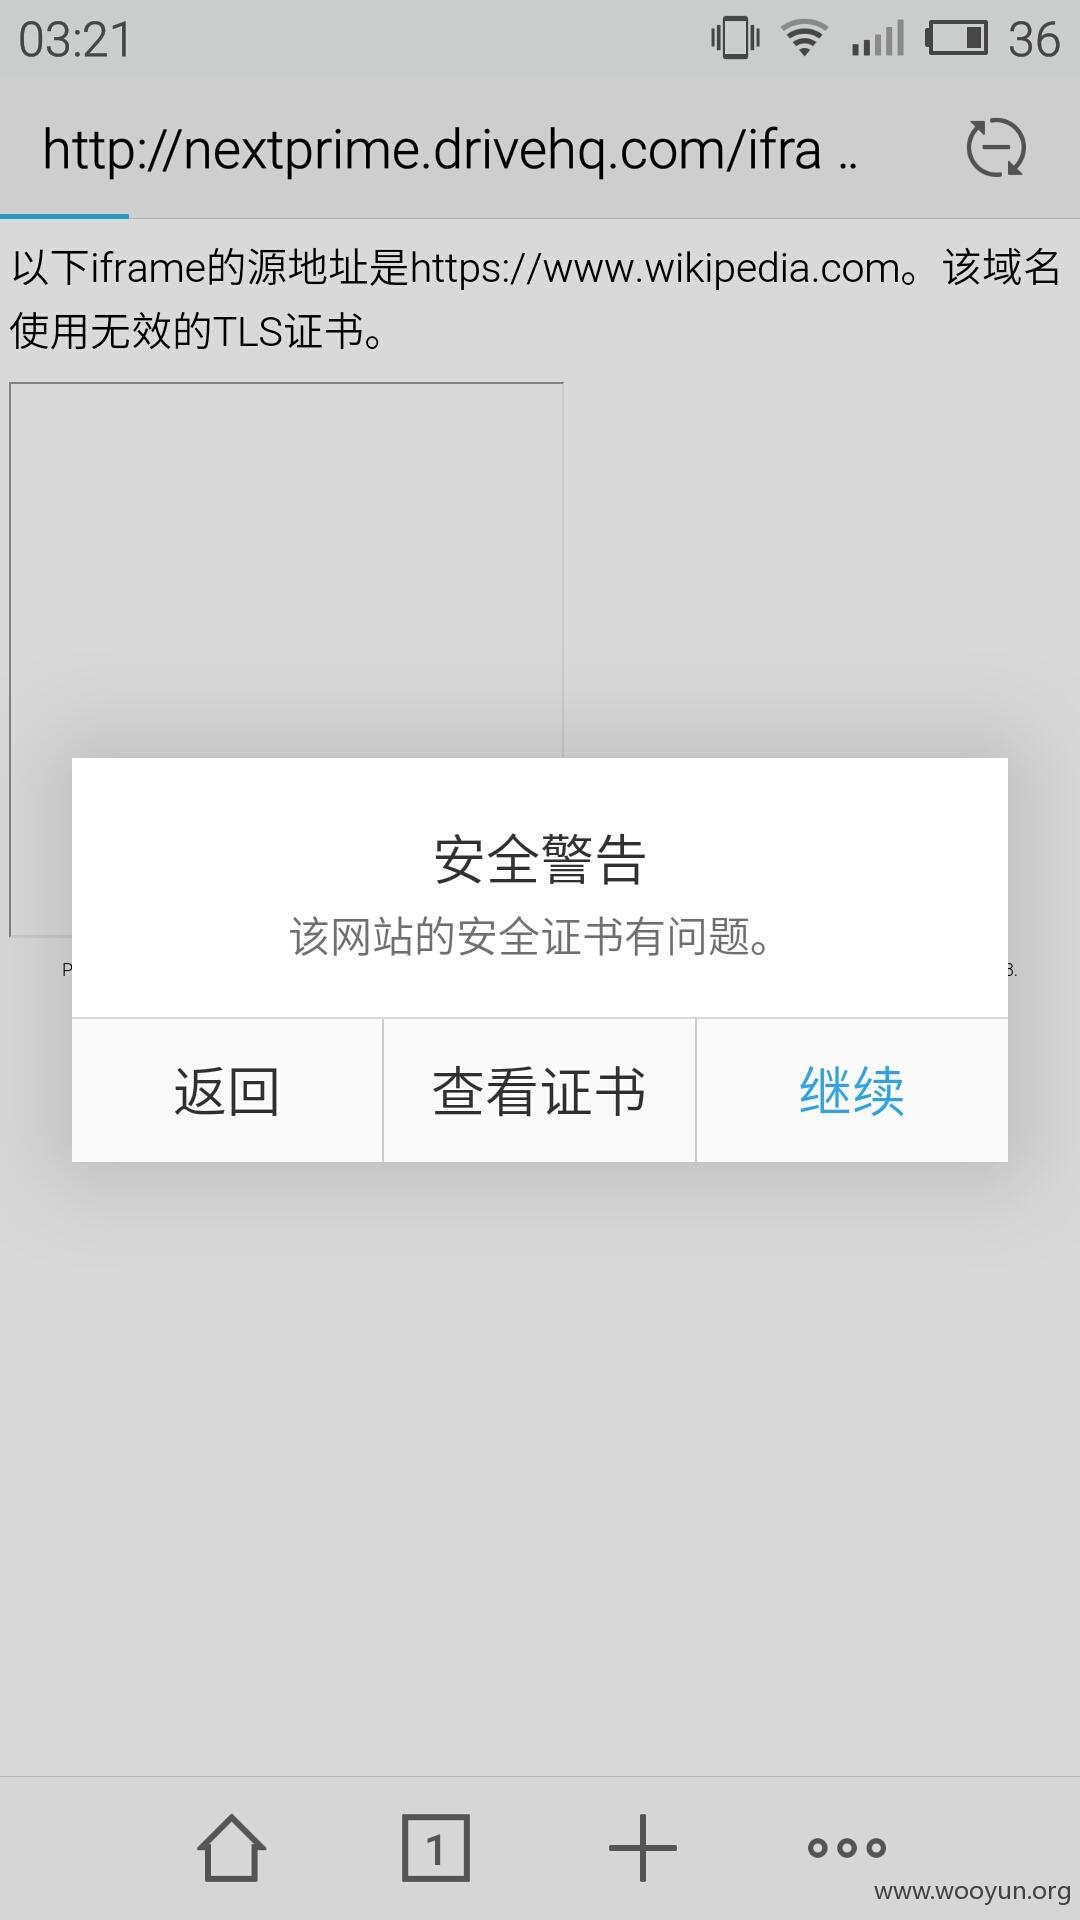 03:21
36
http://nextprime.drivehq.com/ifra ..
以下iframe的源地址是https://www.wikipedia.com。该域名
使用无效的TLS证书。
安全警告
该网站的安全证书有问题。
P
3.
返回
查看证书
继续
1
www.wooyun.org